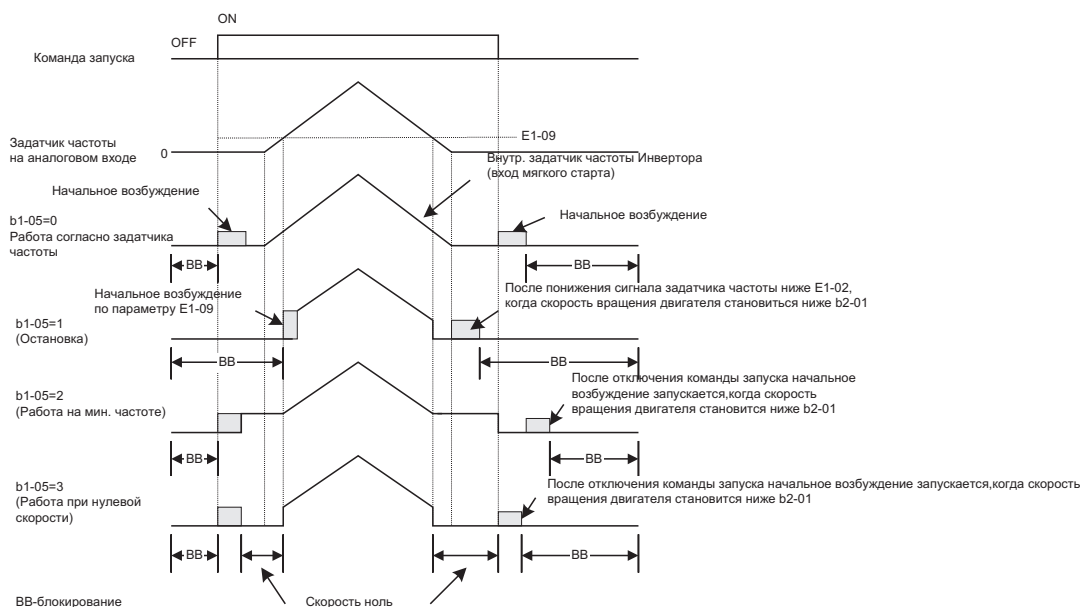 ON
OFF
Команда запуска
E1-09
Задатчик частоты
на аналоговом входе
0
Внутр. задатчик частоты Инвертора
(вход мягкого старта)
Начальное возбуждение
Начальное возбуждение
b1-05=0
Работа согласно задатчика
частоты
BB
BB
После понижения сигнала задатчика частоты ниже E1-02,
когда скорость вращения двигателя становиться ниже b2-01
Начальное возбуждение
по параметру E1-09
b1-05=1
(Остановка)
BB
BB
После отключения команды запуска начальное
возбуждение запускается,когда скорость
вращения двигателя становится ниже b2-01
b1-05=2
(Работа на мин. частоте)
BB
BB
b1-05=3
(Работа при нулевой
скорости)
После отключения команды запуска начальное возбуждение запускается,когда скорость
вращения двигателя становится ниже b2-01
BB
BB
BB-блокирование
Скорость ноль